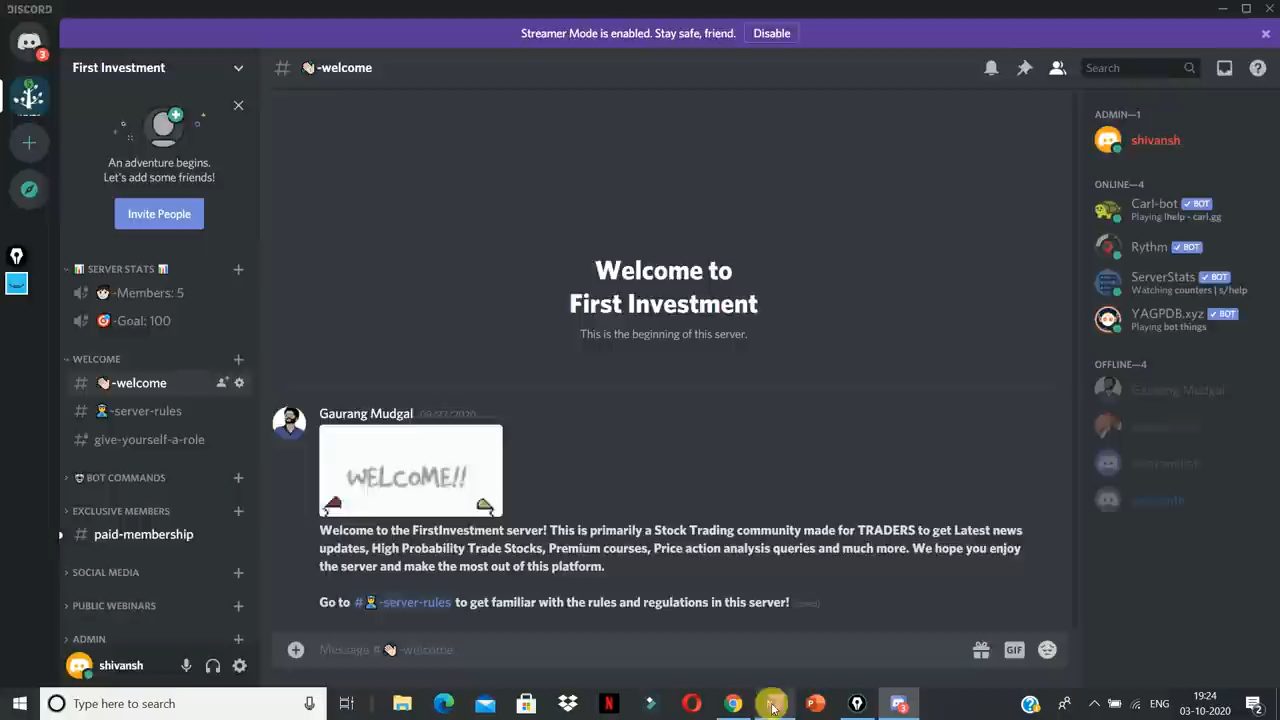 DISCORD
Streamer Mode is enabled. Stay safe, friend.
Disable
3
First Investment
An adventure begins.
Let's add some friends!
Invite People
SERVER STATS
-Members: 5
-Goal: 100
WELCOME
# -welcome
# -server-rules
# give-yourself-a-role
BOT COMMANDS
EXCLUSIVE MEMBERS
# paid-membership
SOCIAL MEDIA
PUBLIC WEBINARS
ADMIN
shivansh
# -welcome
Search
Welcome to
First Investment
This is the beginning of this server.
Gaurang Mudgal
WELCOME!!
Welcome to the FirstInvestment server! This is primarily a Stock Trading community made for TRADERS to get Latest news
updates, High Probability Trade Stocks, Premium courses, Price action analysis queries and much more. We hope you enjoy
the server and make the most out of this platform.
Go to # -server-rules to get familiar with the rules and regulations in this server!
Message # -welcome
GIF
ADMIN—1
shivansh
ONLINE—4
Carl-bot ✓ BOT
Playing !help - carl.gg
Rythm ✓ BOT
ServerStats ✓ BOT
Watching counters | s/help
YAGPDB.xyz ✓ BOT
Playing bot things
OFFLINE—4
Gaurang Mudgal
Type here to search
N
3
ENG
19:24
03-10-2020
2